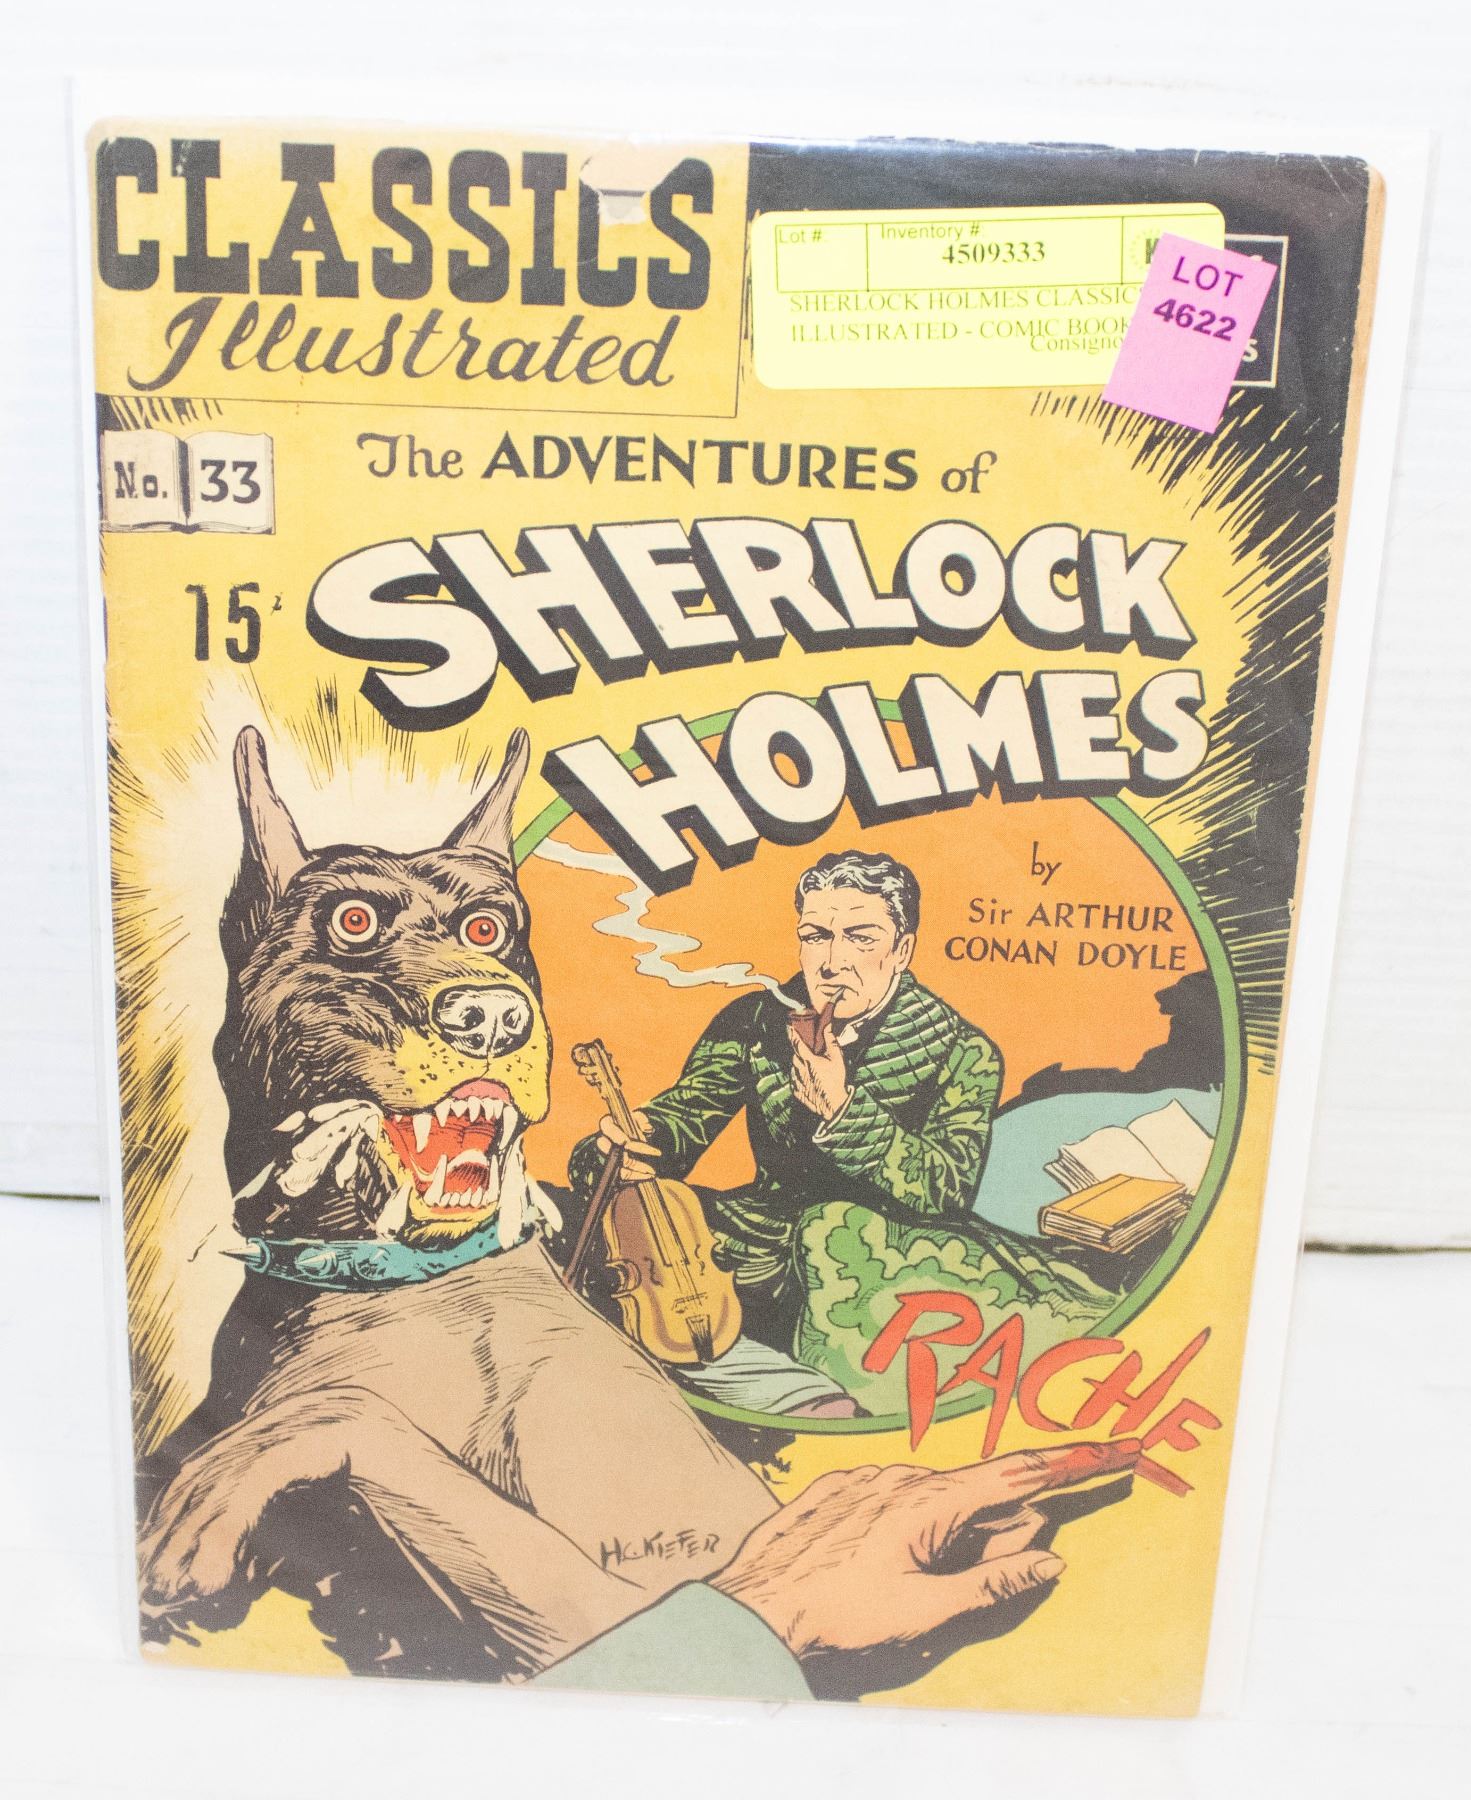 CLASSICS
Illustrated
Lot #:
Inventory #:
4509333
SHERLOCK HOLMES CLASSICS
ILLUSTRATED - COMIC BOOK
LOT
4622
No. 33
The ADVENTURES of
15¢
SHERLOCK
HOLMES
by
Sir ARTHUR
CONAN DOYLE
RACHE
H.C. KIEFER